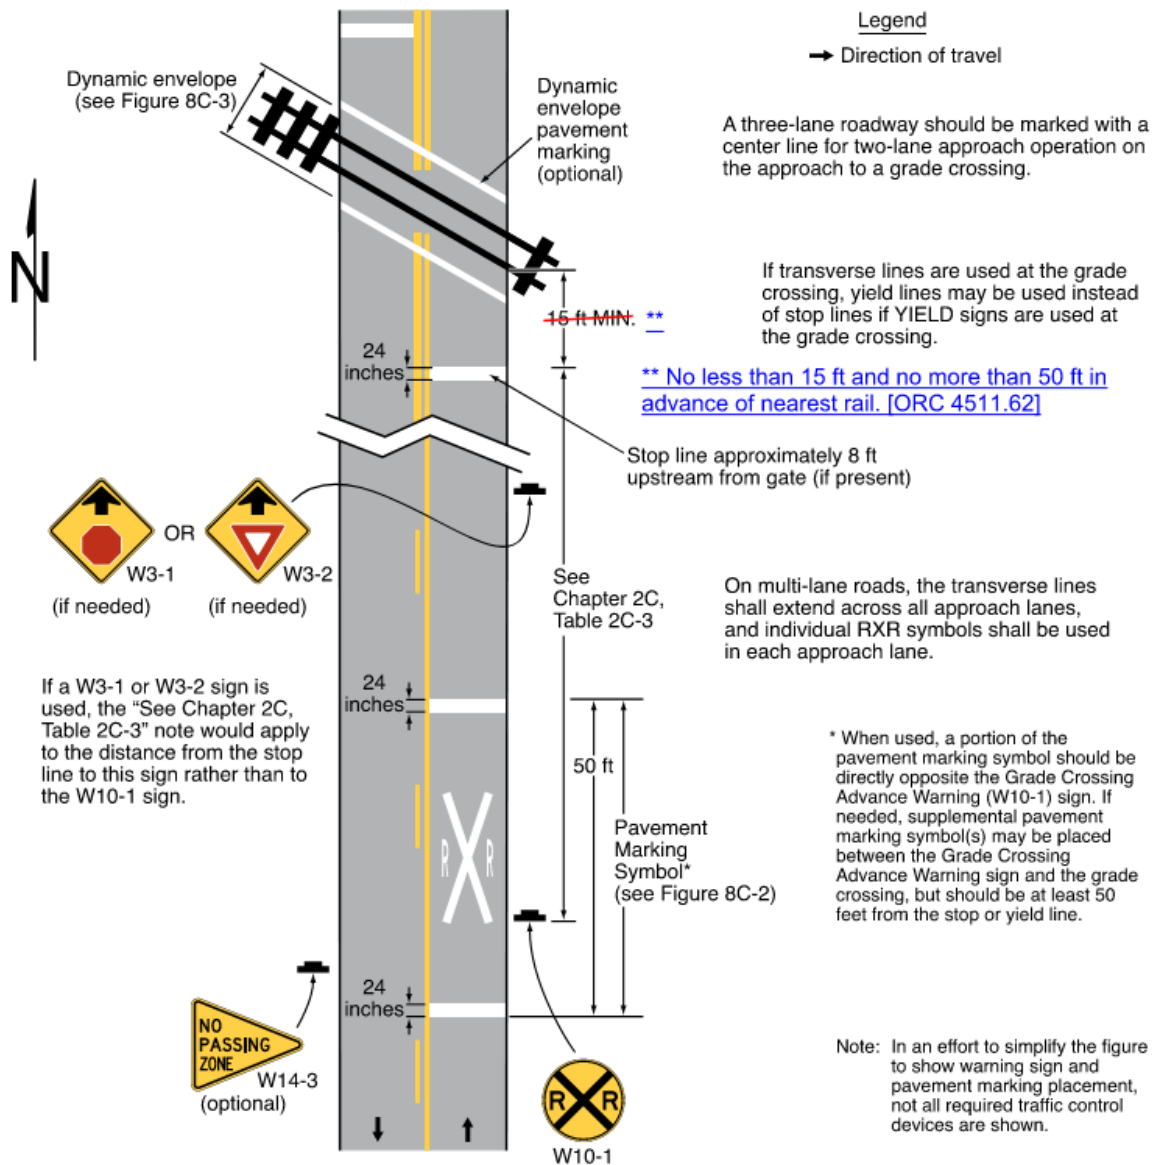 Legend
Direction of travel
Dynamic envelope
(see Figure 8C-3)
Dynamic
envelope
pavement
marking
(optional)
A three-lane roadway should be marked with a
center line for two-lane approach operation on
the approach to a grade crossing.
N
If transverse lines are used at the grade
crossing, yield lines may be used instead
of stop lines if YIELD signs are used at
the grade crossing.
15 ft MIN. **
24
inches
** No less than 15 ft and no more than 50 ft in
advance of nearest rail. [ORC 4511.62]
Stop line approximately 8 ft
upstream from gate (if present)
OR
W3-1
W3-2
(if needed)
(if needed)
See
Chapter 2C,
Table 2C-3
On multi-lane roads, the transverse lines
shall extend across all approach lanes,
and individual RXR symbols shall be used
in each approach lane.
If a W3-1 or W3-2 sign is
used, the “See Chapter 2C,
Table 2C-3” note would apply
to the distance from the stop
line to this sign rather than to
the W10-1 sign.
24
inches
50 ft
* When used, a portion of the
pavement marking symbol should be
directly opposite the Grade Crossing
Advance Warning (W10-1) sign. If
needed, supplemental pavement
marking symbol(s) may be placed
between the Grade Crossing
Advance Warning sign and the grade
crossing, but should be at least 50
feet from the stop or yield line.
Pavement
Marking
Symbol*
(see Figure 8C-2)
R R
24
inches
NO
PASSING
ZONE
W14-3
(optional)
R R
W10-1
Note: In an effort to simplify the figure
to show warning sign and
pavement marking placement,
not all required traffic control
devices are shown.